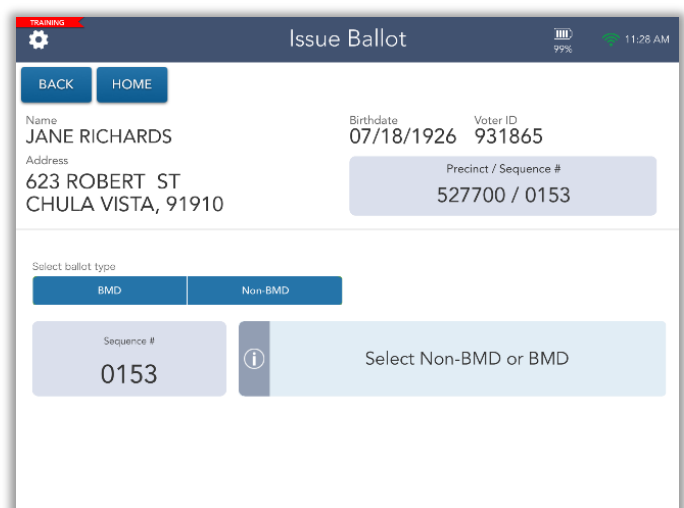 TRAINING
Issue Ballot
99%
11:28 AM
BACK HOME
Name
JANE RICHARDS
Birthdate
07/18/1926
Voter ID
931865
Address
623 ROBERT ST
CHULA VISTA, 91910
Precinct / Sequence #
527700 / 0153
Select ballot type
BMD Non-BMD
Sequence #
0153
Select Non-BMD or BMD